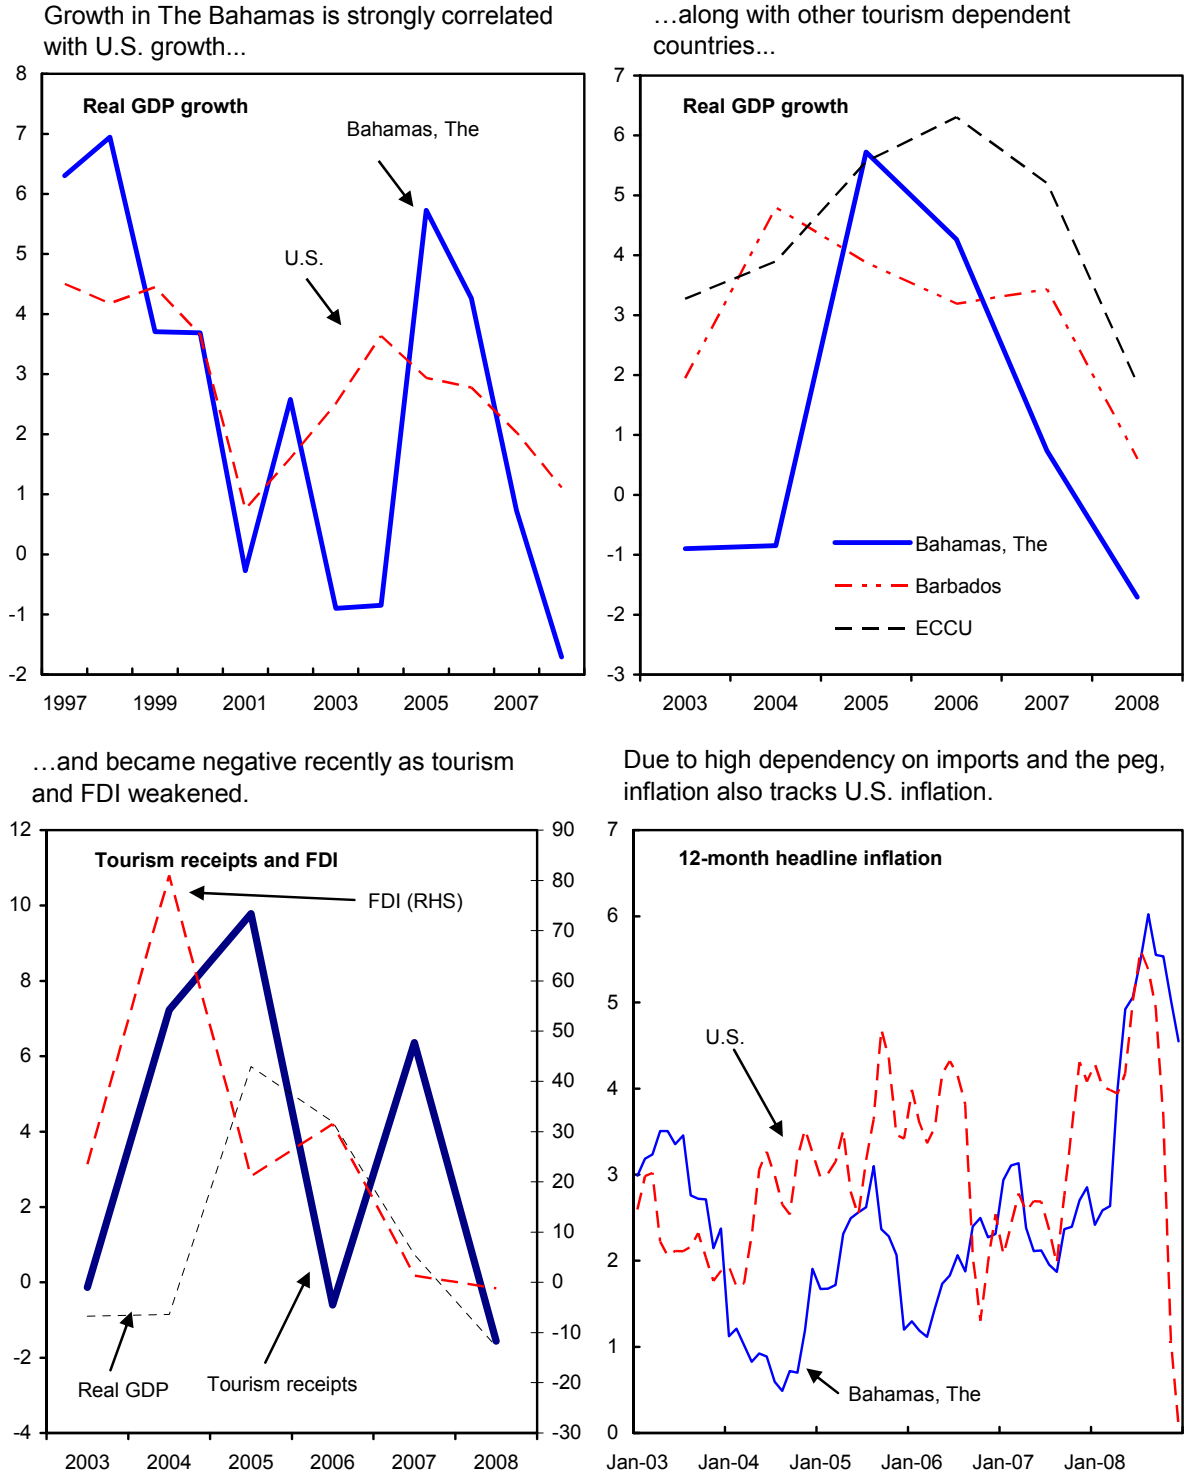 Growth in The Bahamas is strongly correlated
with U.S. growth...
8
Real GDP growth
Bahamas, The
7
6
5
U.S.
4
3
2
1
0
-1
-2
1997 1999 2001 2003 2005 2007
…along with other tourism dependent
countries...
7
Real GDP growth
6
5
4
3
2
1
0
-1
-2
-3
Bahamas, The
Barbados
ECCU
2003 2004 2005 2006 2007 2008
…and became negative recently as tourism
and FDI weakened.
12 90
Tourism receipts and FDI
80
FDI (RHS)
10
70
60
8
50
6
40
4
30
20
2
10
0 0
-10
-2
-20
Real GDP Tourism receipts
-4 -30
2003 2004 2005 2006 2007 2008
Due to high dependency on imports and the peg,
inflation also tracks U.S. inflation.
7
12-month headline inflation
6
5
U.S.
4
3
2
1
Bahamas, The
0
Jan-03 Jan-04 Jan-05 Jan-06 Jan-07 Jan-08